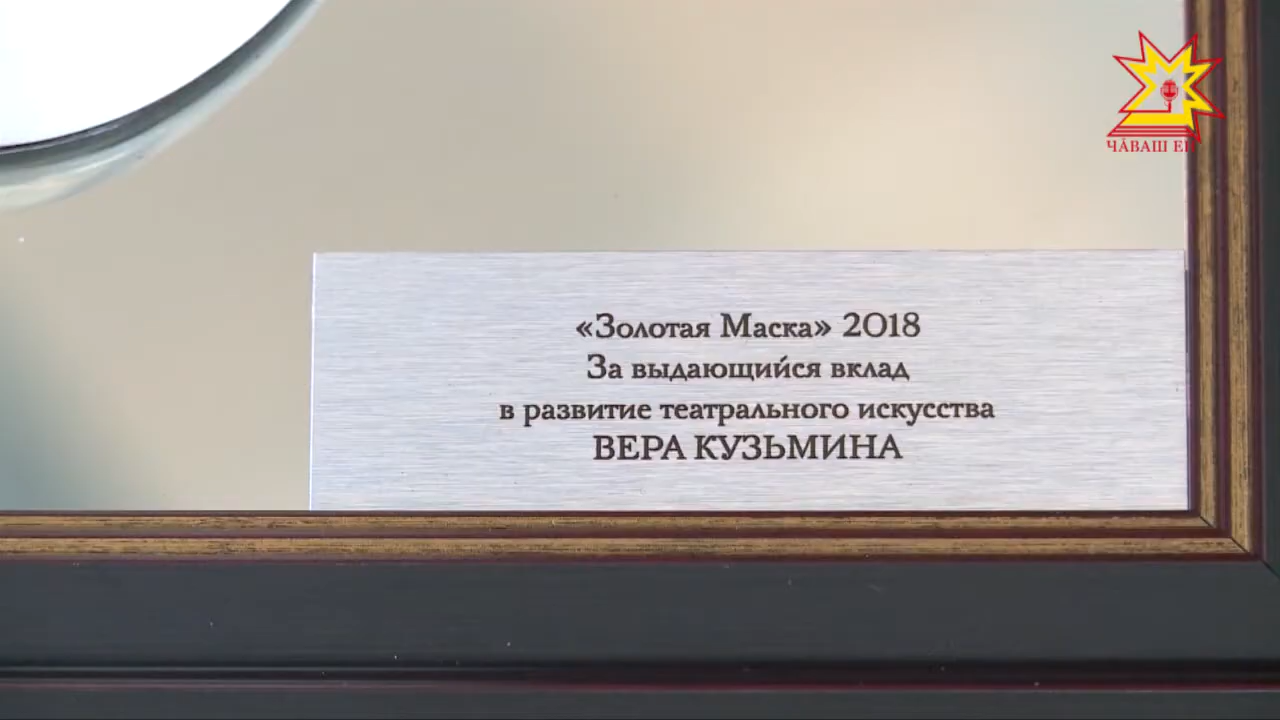 ЧĂВАШ ЕН
«Золотая Маска» 2018
За выдающийся вклад
в развитие театрального искусства
ВЕРА КУЗЬМИНА